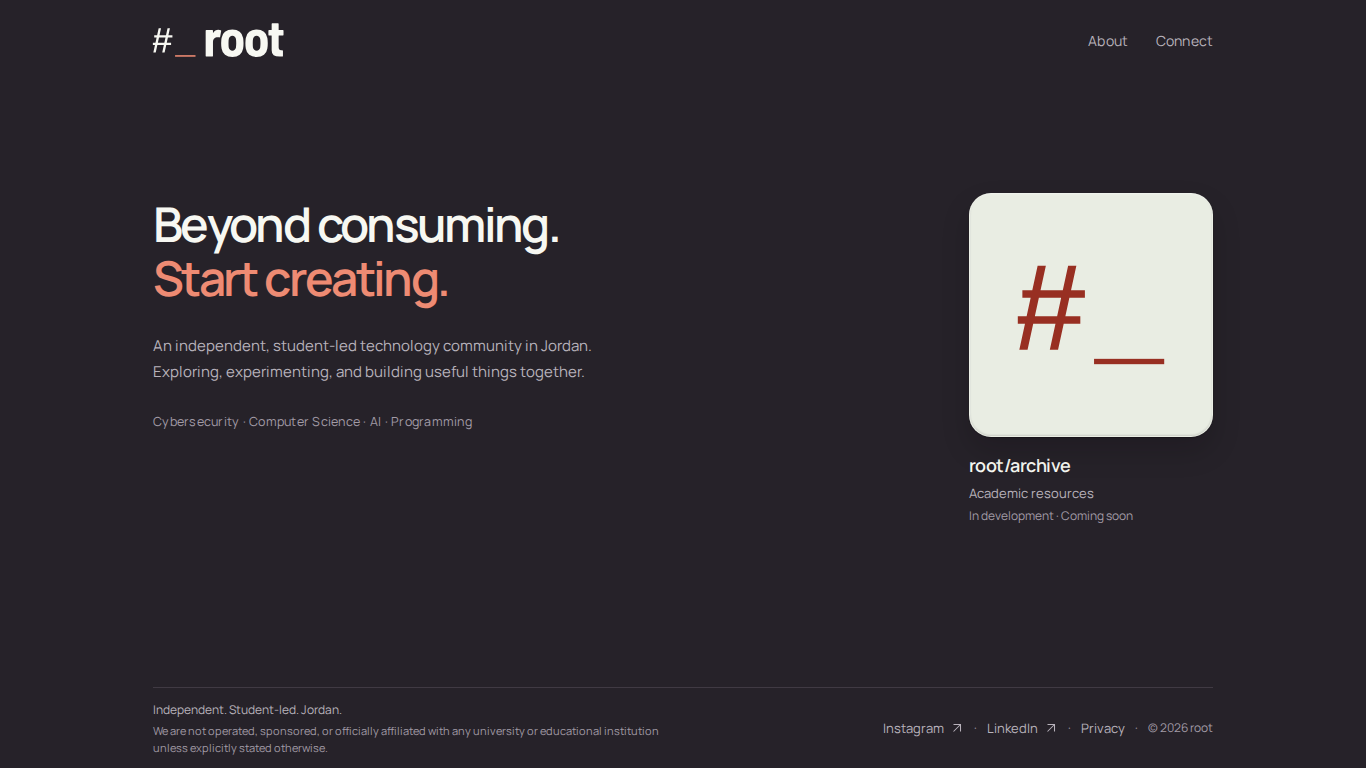 #_ root
About
Connect
Beyond consuming.
Start creating.
An independent, student-led technology community in Jordan.
Exploring, experimenting, and building useful things together.
Cybersecurity · Computer Science · AI · Programming
#_
root/archive
Academic resources
In development · Coming soon
Independent. Student-led. Jordan.
We are not operated, sponsored, or officially affiliated with any university or educational institution
unless explicitly stated otherwise.
Instagram ↗ · LinkedIn ↗ · Privacy · © 2026 root